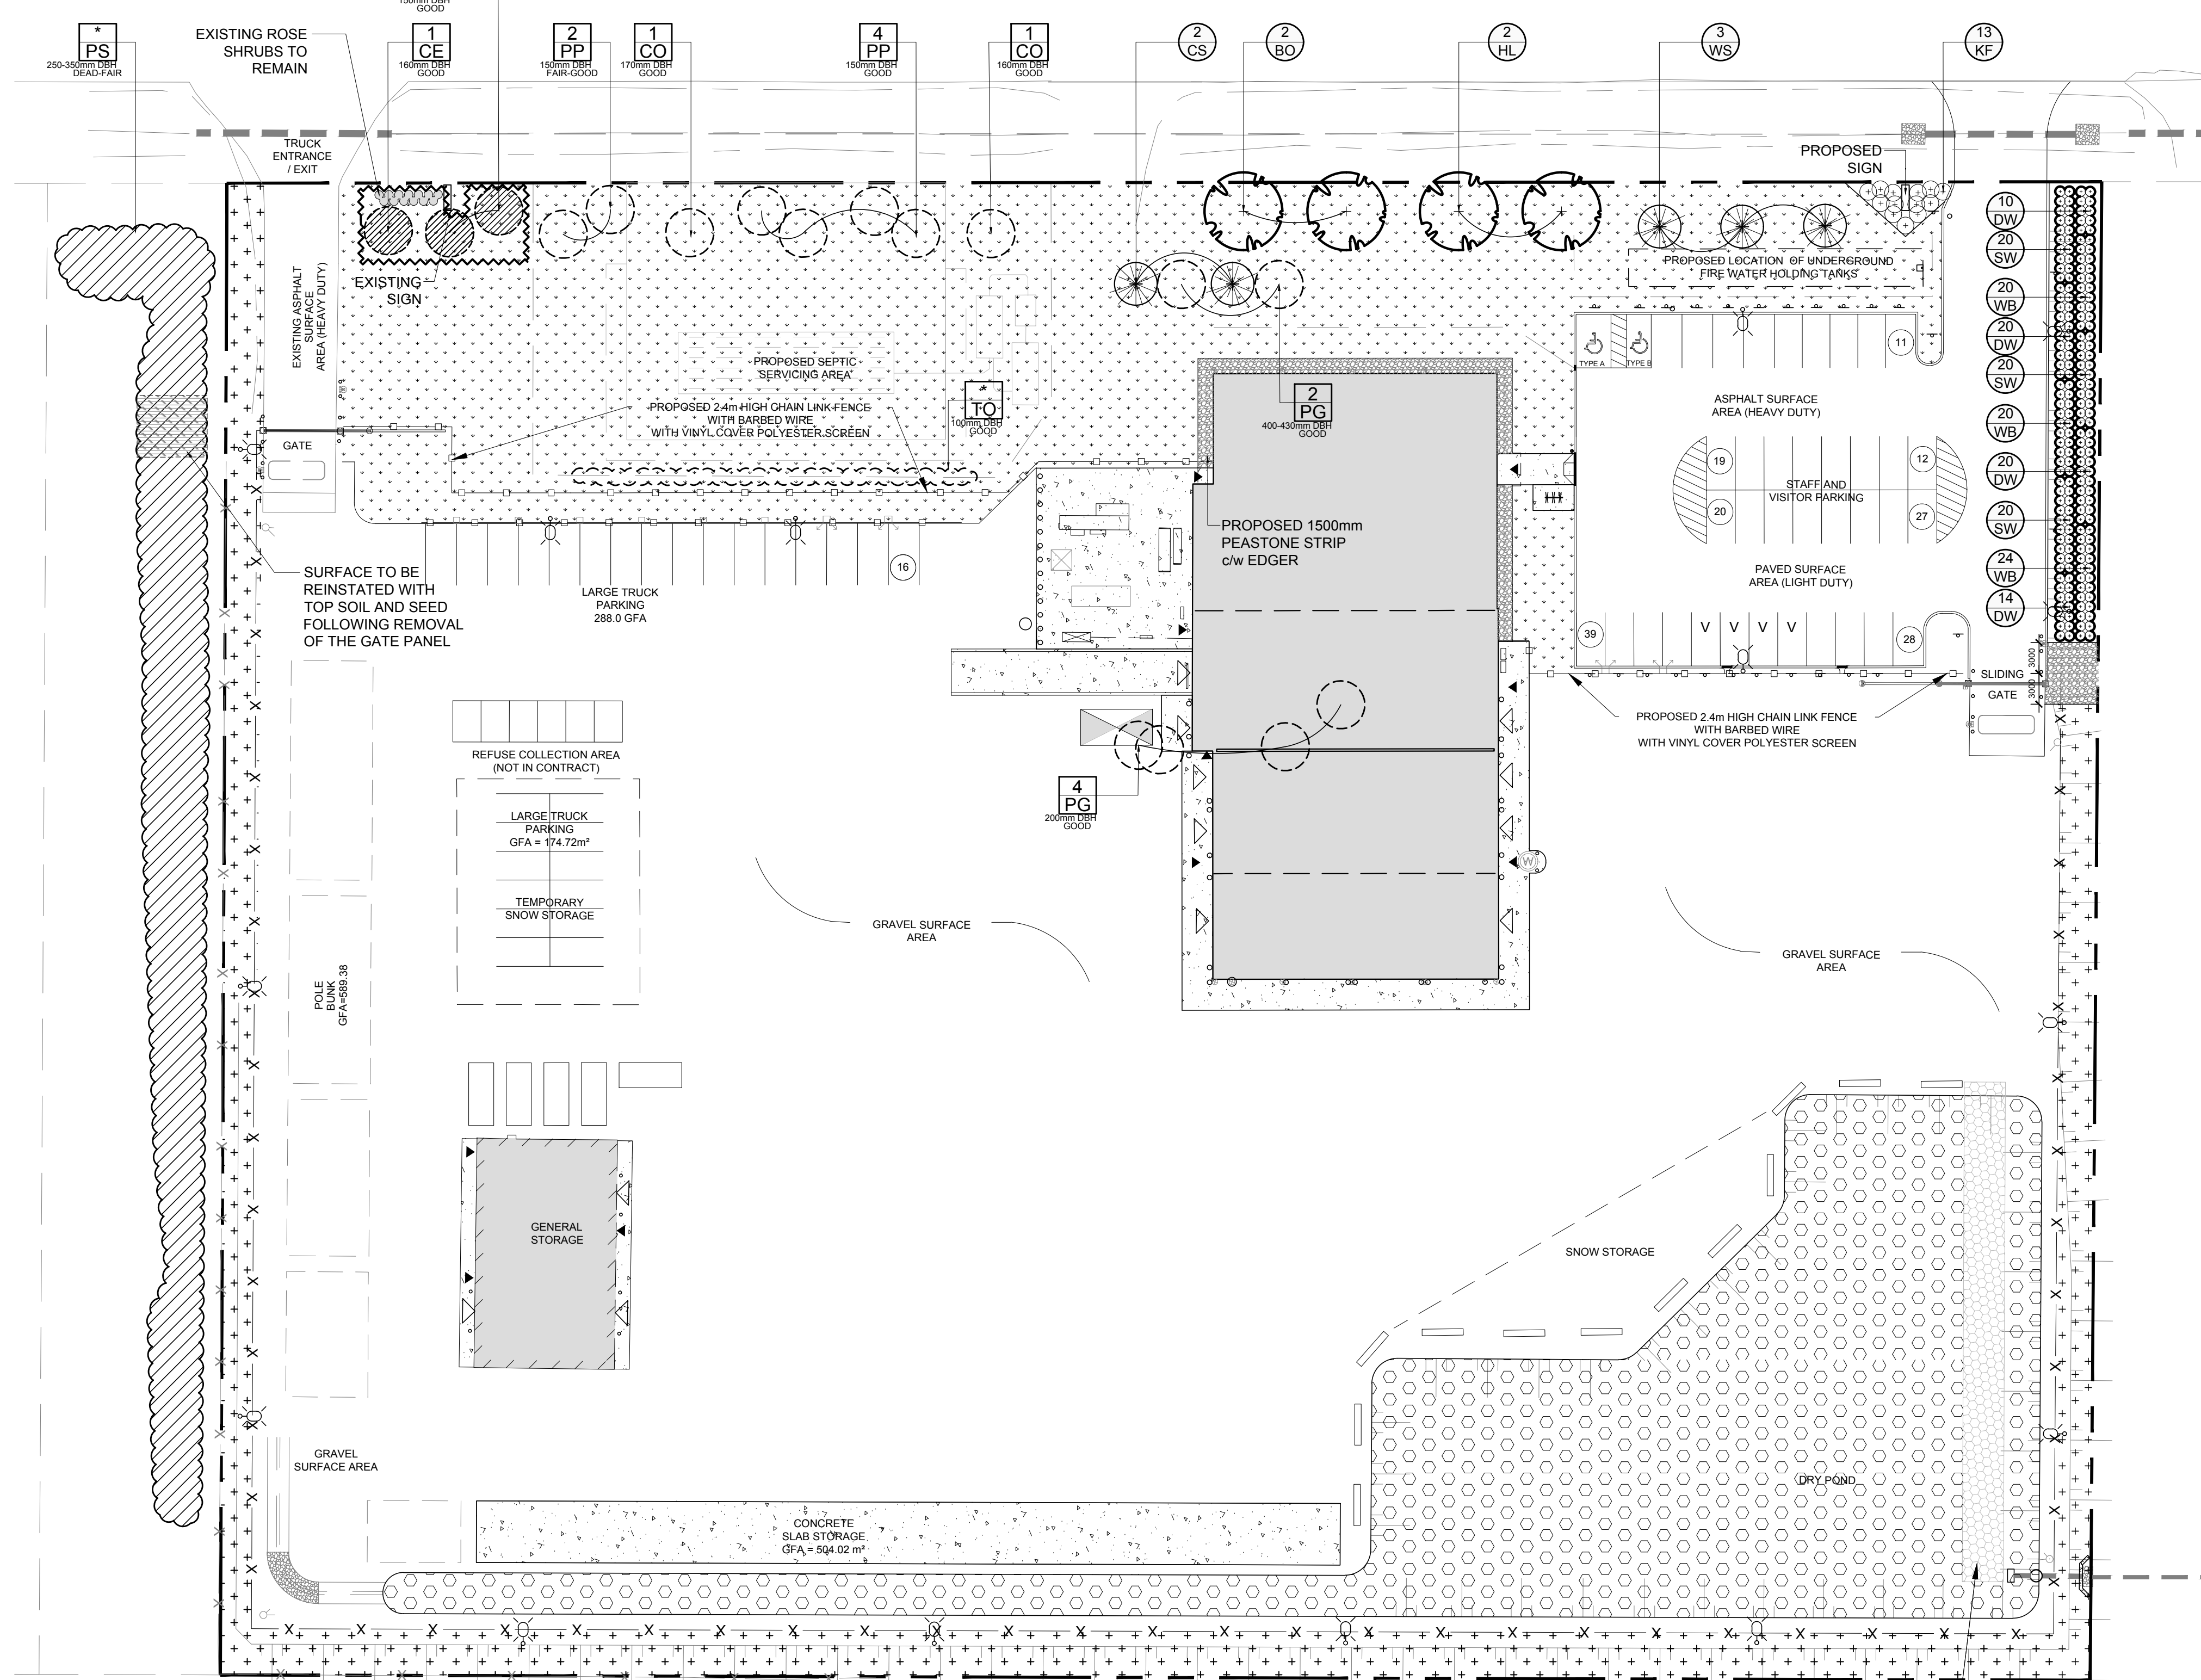 150mm DBH
GOOD
*
PS
250-350mm DBH
DEAD-FAIR
EXISTING ROSE
SHRUBS TO
REMAIN
1
CE
160mm DBH
GOOD
2
PP
150mm DBH
FAIR-GOOD
1
CO
170mm DBH
GOOD
4
PP
150mm DBH
GOOD
1
CO
160mm DBH
GOOD
2
CS
2
BO
2
HL
3
WS
13
KF
TRUCK
ENTRANCE
/ EXIT
PROPOSED
SIGN
EXISTING ASPHALT
SURFACE
AREA (HEAVY DUTY)
EXISTING
SIGN
PROPOSED LOCATION OF UNDERGROUND
FIRE WATER HOLDING TANKS
10
DW
20
SW
20
WB
20
DW
20
SW
20
WB
20
DW
20
SW
24
WB
14
DW
TYPE A
TYPE B
11
PROPOSED SEPTIC
SERVICING AREA
*
TO
100mm DBH
GOOD
2
PG
400-430mm DBH
GOOD
PROPOSED 2.4m HIGH CHAIN LINK FENCE
WITH BARBED WIRE
WITH VINYL COVER POLYESTER SCREEN
ASPHALT SURFACE
AREA (HEAVY DUTY)
GATE
19
12
STAFF AND
VISITOR PARKING
20
27
PROPOSED 1500mm
PEASTONE STRIP
c/w EDGER
16
SURFACE TO BE
REINSTATED WITH
TOP SOIL AND SEED
FOLLOWING REMOVAL
OF THE GATE PANEL
LARGE TRUCK
PARKING
288.0 GFA
PAVED SURFACE
AREA (LIGHT DUTY)
39
V V V V
28
3000
3000
SLIDING
GATE
PROPOSED 2.4m HIGH CHAIN LINK FENCE
WITH BARBED WIRE
WITH VINYL COVER POLYESTER SCREEN
REFUSE COLLECTION AREA
(NOT IN CONTRACT)
4
PG
200mm DBH
GOOD
LARGE TRUCK
PARKING
GFA = 174.72m²
W
TEMPORARY
SNOW STORAGE
GRAVEL SURFACE
AREA
GRAVEL SURFACE
AREA
POLE
BUNK
GFA=589.38
GENERAL
STORAGE
SNOW STORAGE
GRAVEL
SURFACE AREA
DRY POND
CONCRETE
SLAB STORAGE
GFA = 504.02 m²